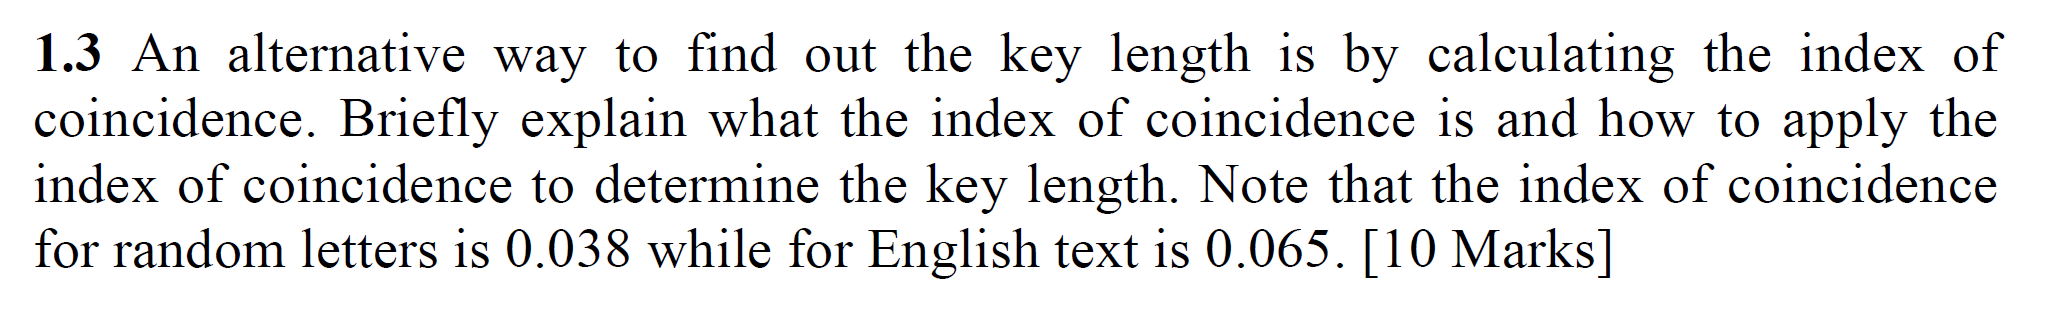 1.3 An alternative way to find out the key length is by calculating the index of
coincidence. Briefly explain what the index of coincidence is and how to apply the
index of coincidence to determine the key length. Note that the index of coincidence
for random letters is 0.038 while for English text is 0.065. [10 Marks]